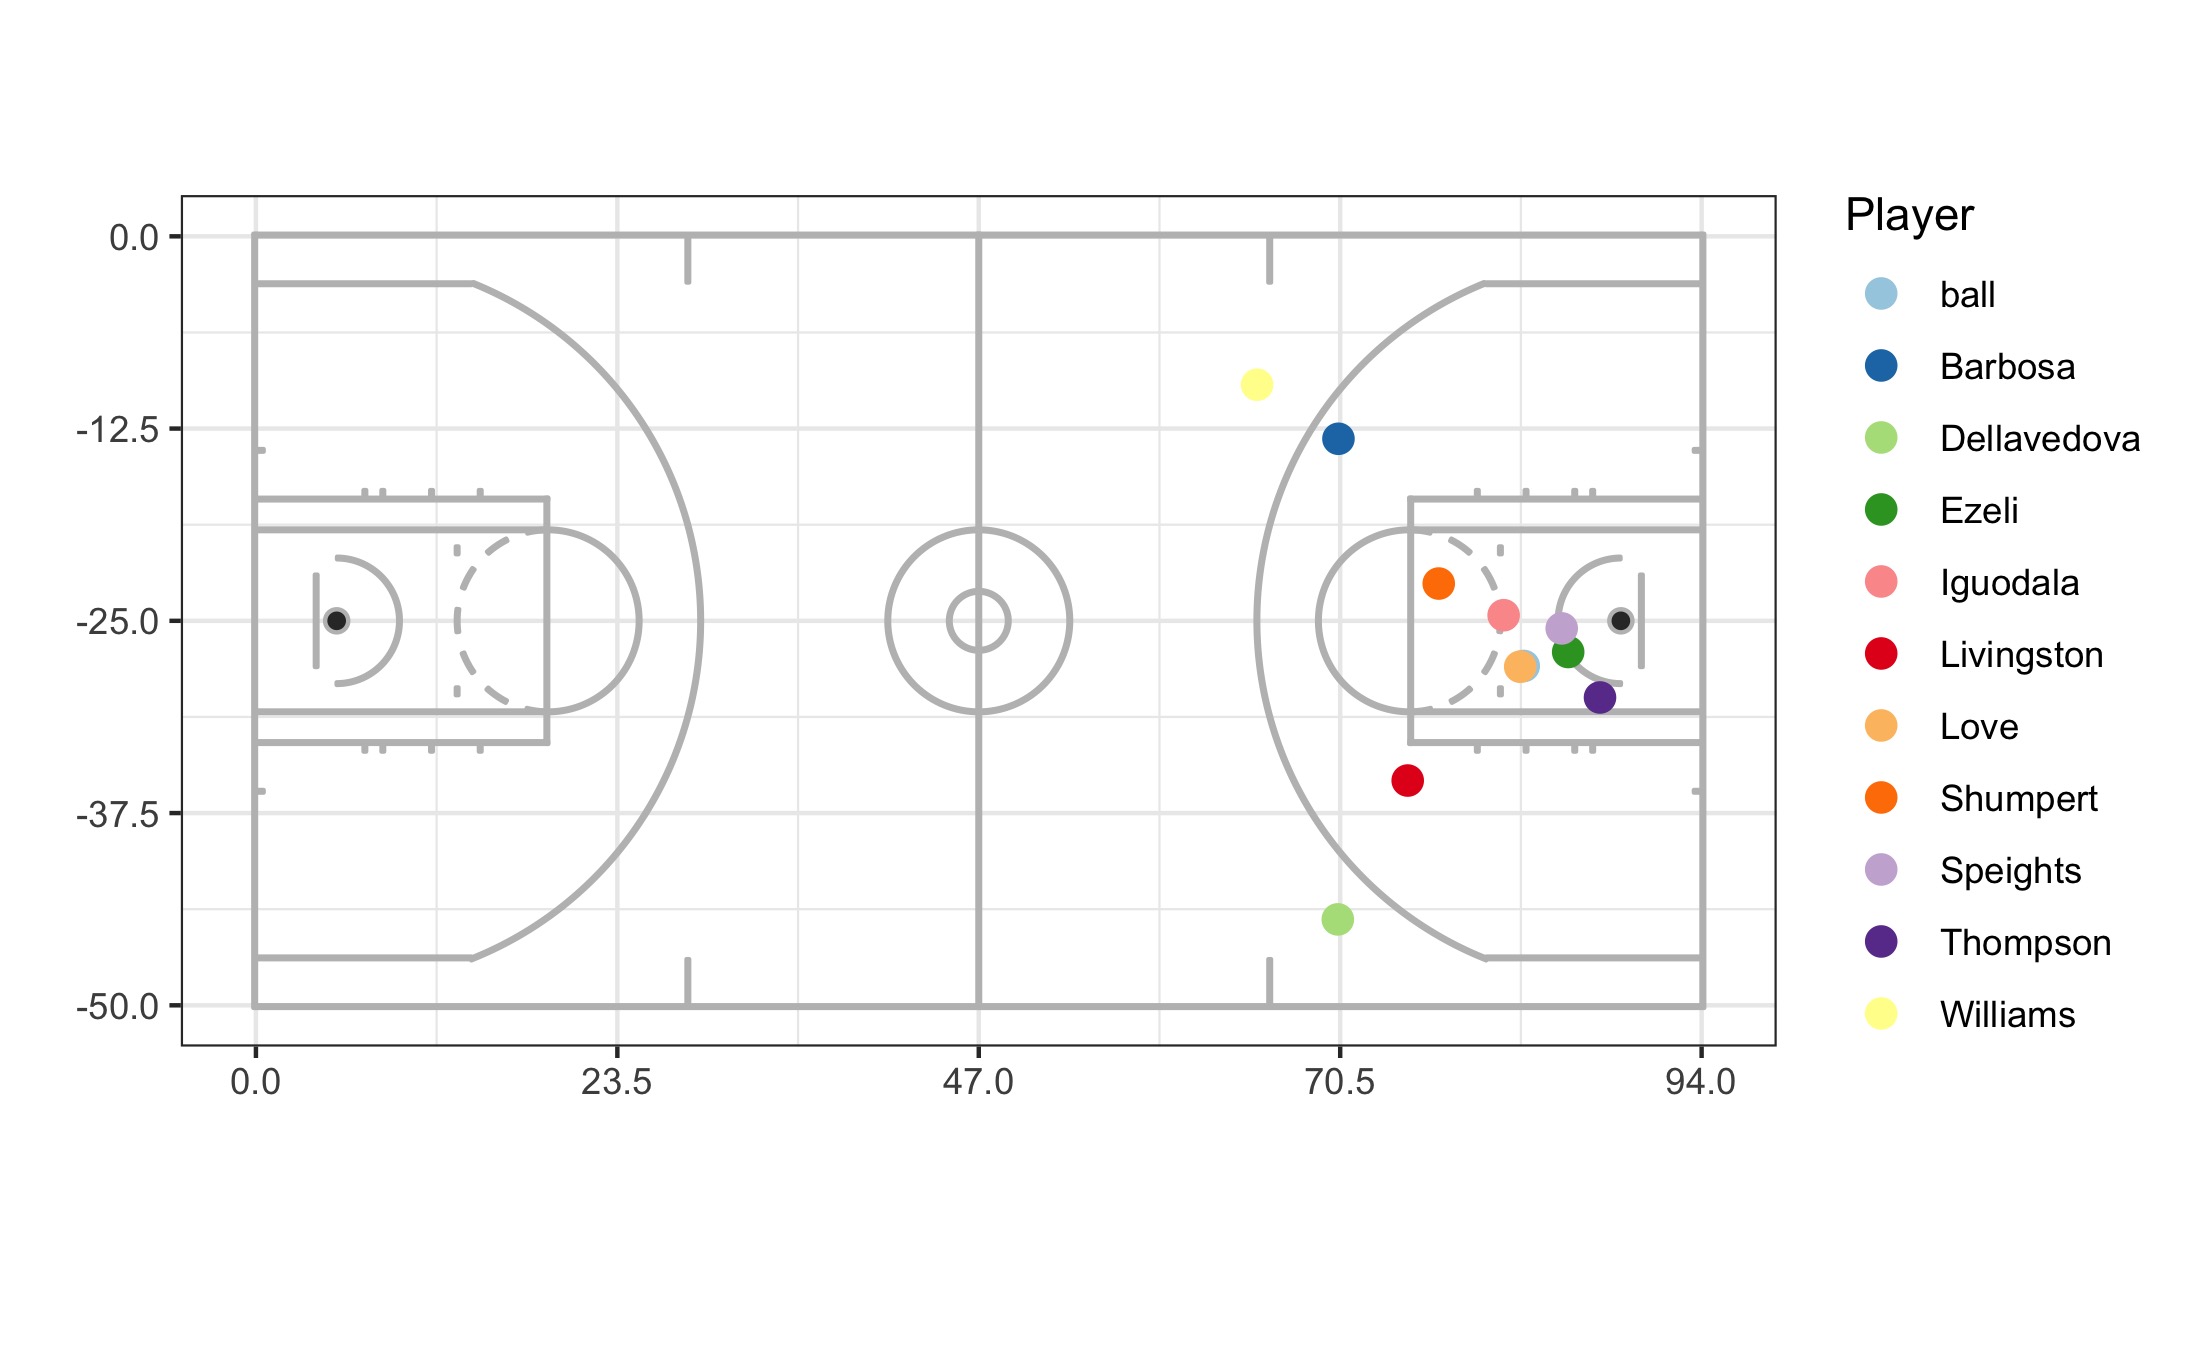 Player
ball
Barbosa
Dellavedova
Ezeli
Iguodala
Livingston
Love
Shumpert
Speights
Thompson
Williams
0.0
-12.5
-25.0
-37.5
-50.0
0.0 23.5 47.0 70.5 94.0